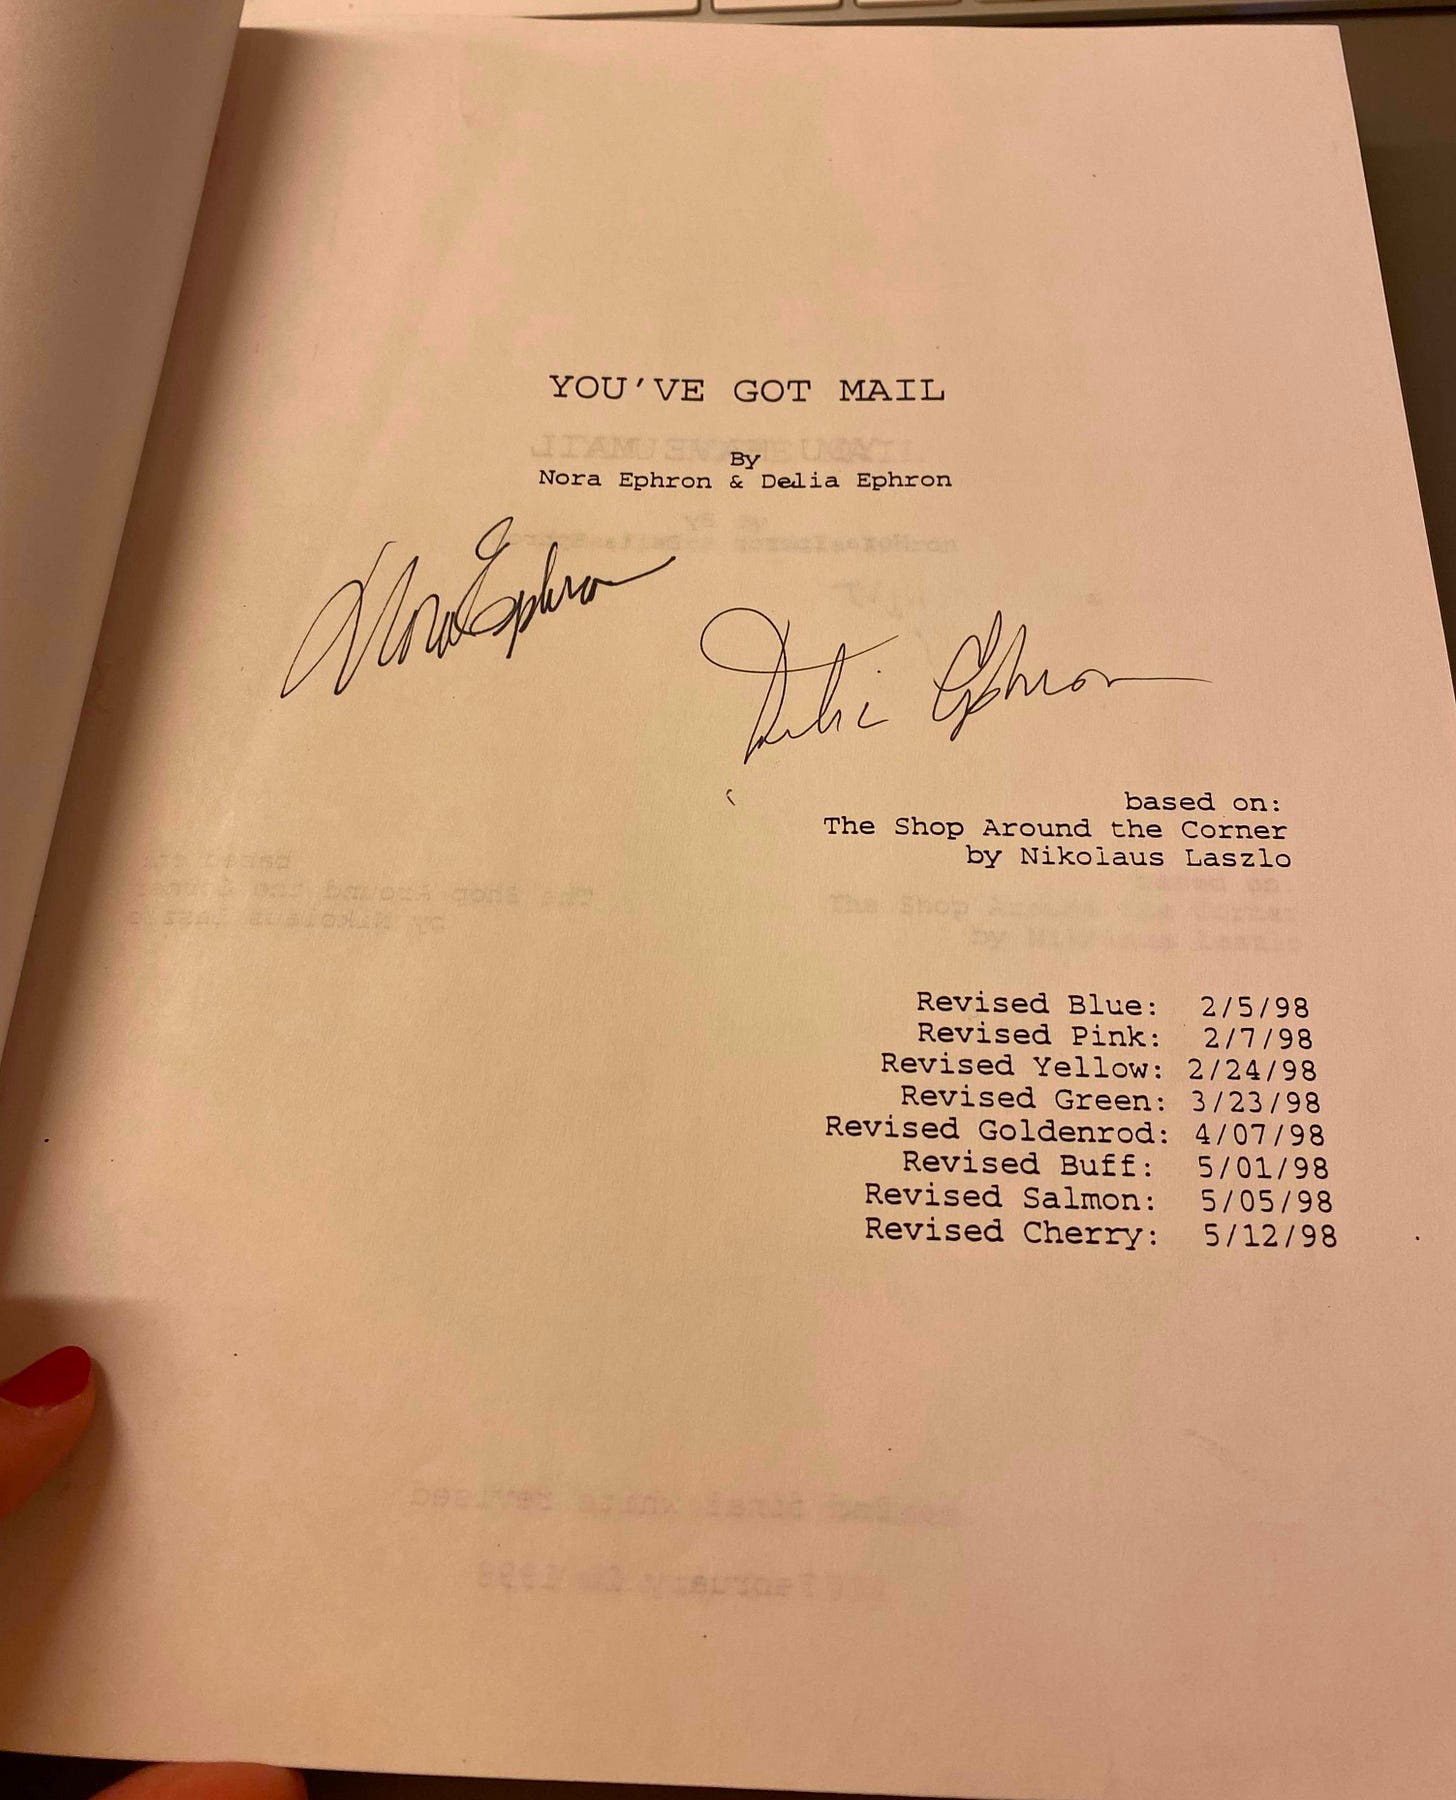 YOU'VE GOT MAIL
By
Nora Ephron & Delia Ephron
Nora Ephron
Delia Ephron
based on:
The Shop Around the Corner
by Nikolaus Laszlo
Revised Blue: 2/5/98
Revised Pink: 2/7/98
Revised Yellow: 2/24/98
Revised Green: 3/23/98
Revised Goldenrod: 4/07/98
Revised Buff: 5/01/98
Revised Salmon: 5/05/98
Revised Cherry: 5/12/98